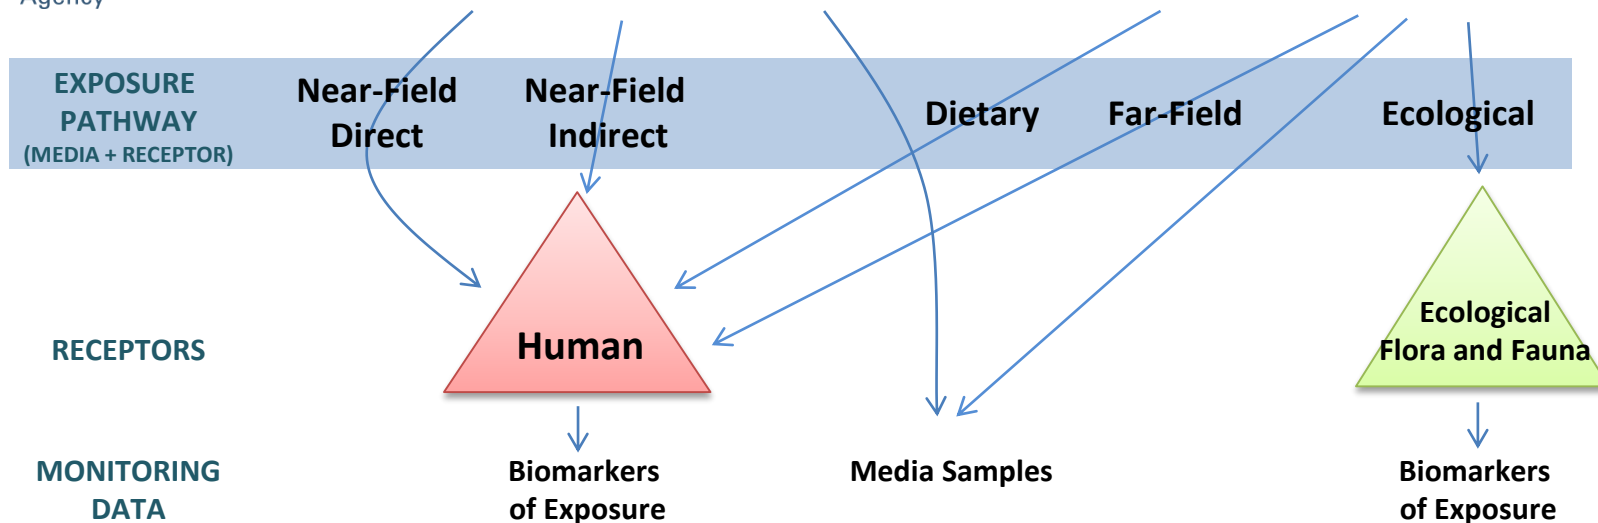 Agency
EXPOSURE
PATHWAY
(MEDIA + RECEPTOR)
Near-Field
Direct
Near-Field
Indirect
Dietary
Far-Field
Ecological
RECEPTORS
Human
Ecological
Flora and Fauna
MONITORING
DATA
Biomarkers
of Exposure
Media Samples
Biomarkers
of Exposure